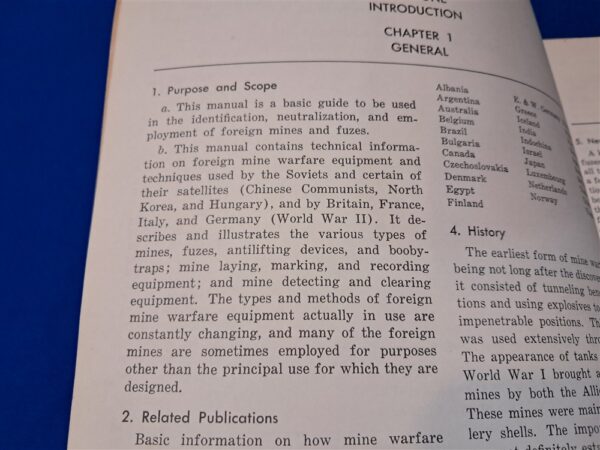 INTRODUCTION
CHAPTER 1
GENERAL
1. Purpose and Scope
a. This manual is a basic guide to be used
in the identification, neutralization, and em-
ployment of foreign mines and fuzes.
b. This manual contains technical informa-
tion on foreign mine warfare equipment and
techniques used by the Soviets and certain of
their satellites (Chinese Communists, North
Korea, and Hungary), and by Britain, France,
Italy, and Germany (World War II). It de-
scribes and illustrates the various types of
mines, fuzes, antilifting devices, and booby-
traps; mine laying, marking, and recording
equipment; and mine detecting and clearing
equipment. The types and methods of foreign
mine warfare equipment actually in use are
constantly changing, and many of the foreign
mines are sometimes employed for purposes
other than the principal use for which they are
designed.
2. Related Publications
Basic information on how mine warfare
Albania
Argentina
Australia
Belgium
Brazil
Bulgaria
Canada
Czechoslovakia
Denmark
Egypt
Finland
E. & W. Germany
Greece
Iceland
India
Indochina
Israel
Japan
Luxembourg
Netherlands
Norway
4. History
The earliest form of mine
being not long after the
it consisted of tunneling
tions and using explosives to
impenetrable positions.
was used extensively
The appearance of tanks
World War I brought
mines by both the
These mines were
lery shells. The